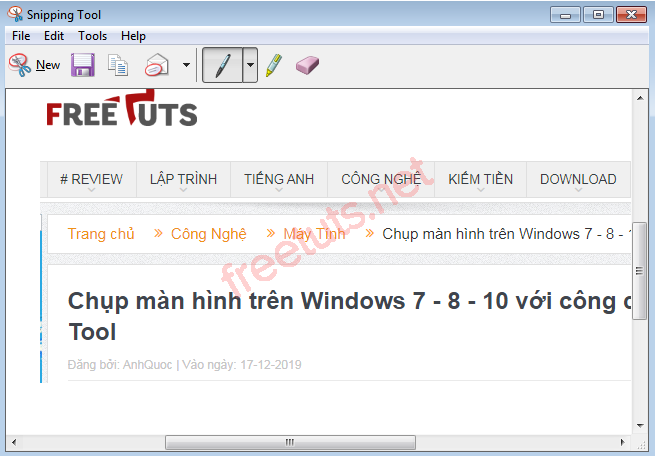 Snipping Tool
File Edit Tools Help
New
FREETUTS
# REVIEW LẬP TRÌNH TIẾNG ANH CÔNG NGHỆ KIẾM TIỀN DOWNLOAD
freetuts.net
Trang chủ » Công Nghệ » Máy Tính » Chụp màn hình trên Windows 7 - 8 -
Chụp màn hình trên Windows 7 - 8 - 10 với công
Tool
Đăng bởi: AnhQuoc | Vào ngày: 17-12-2019